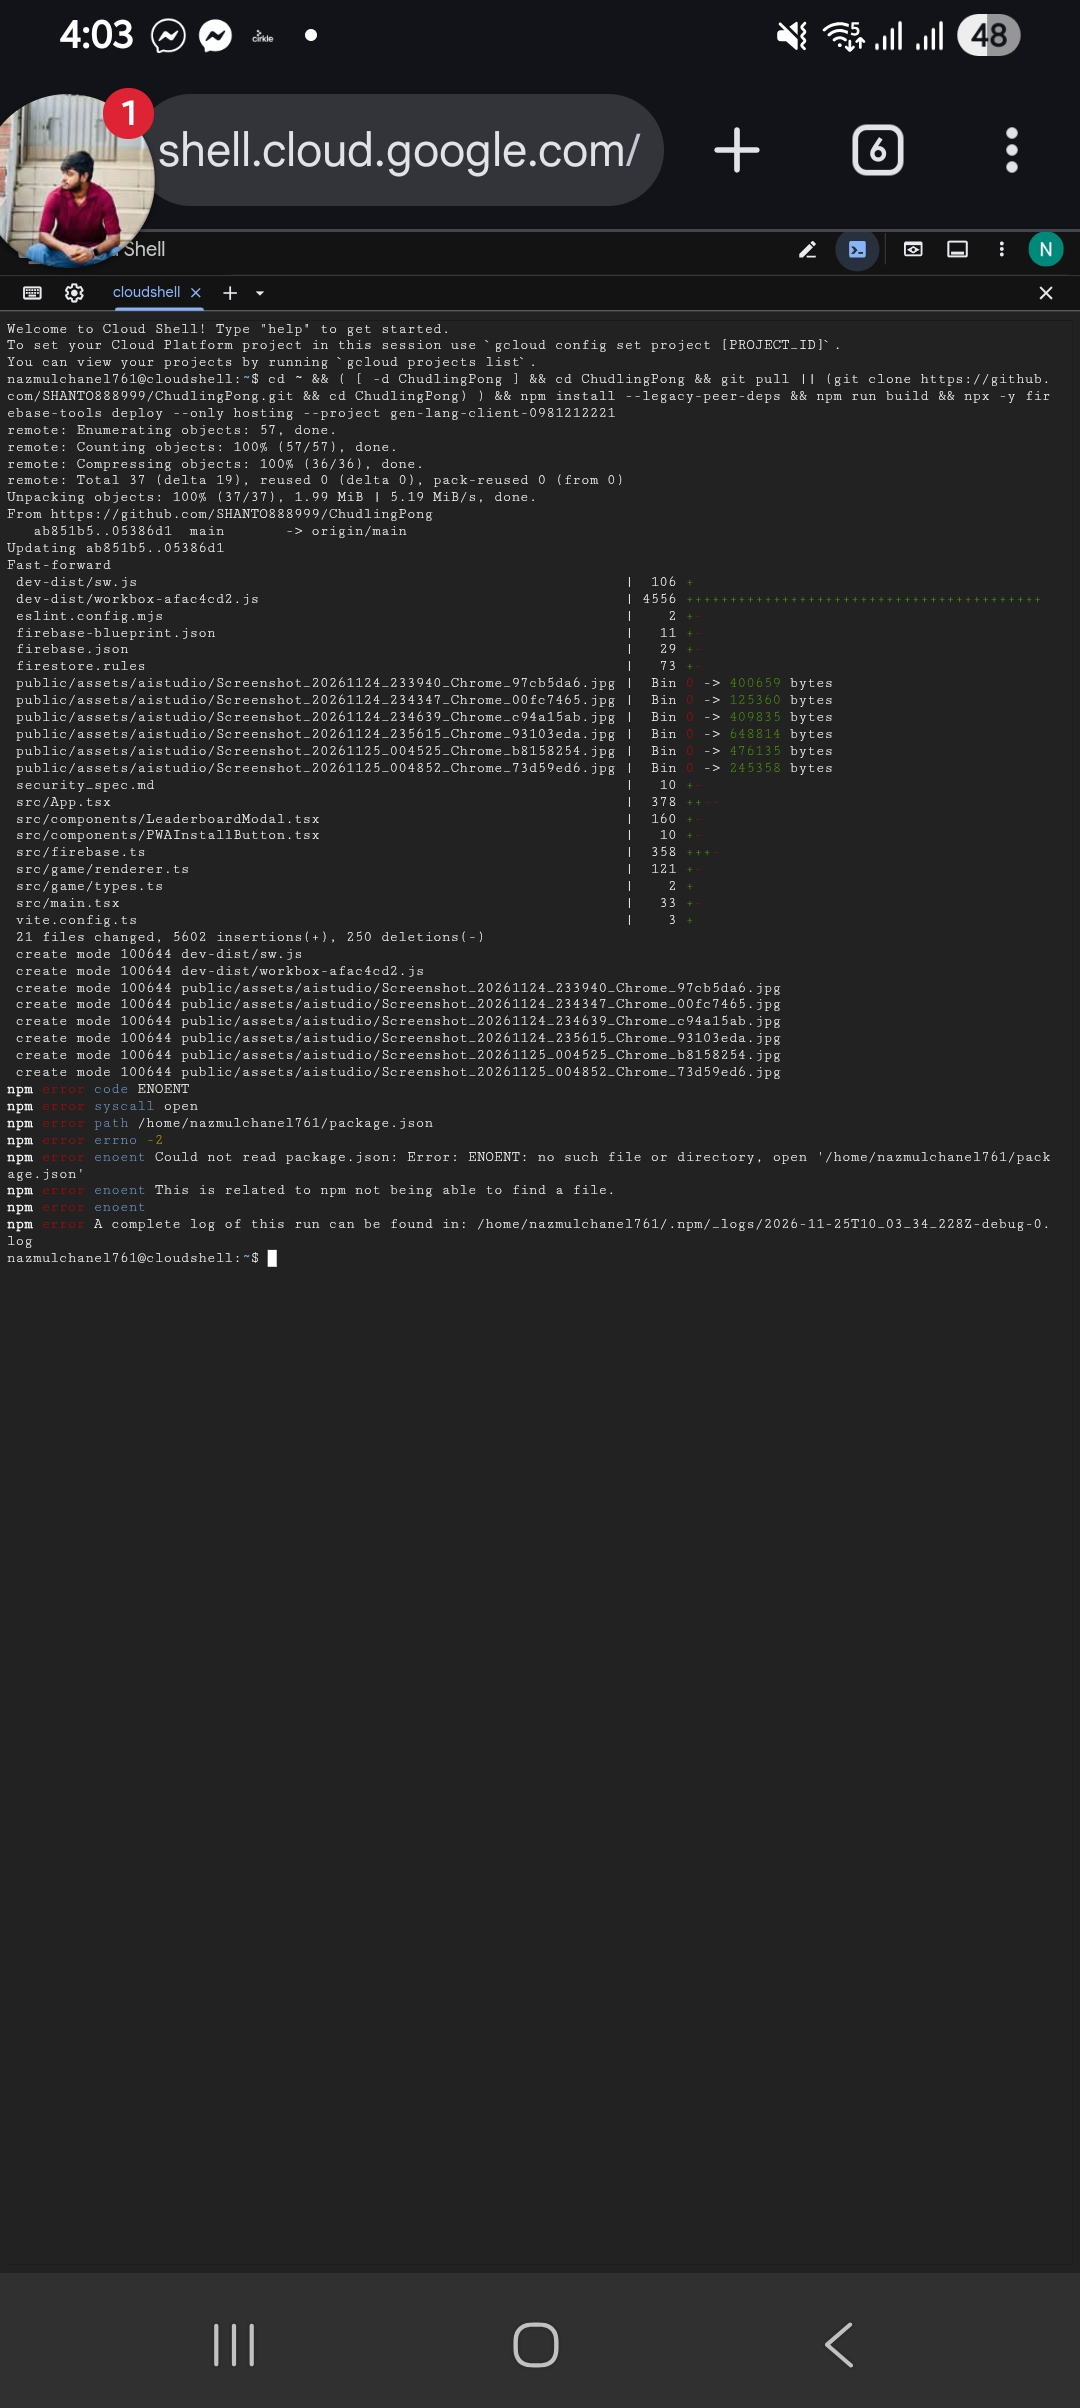 4:03
cirkle
5
48
1
shell.cloud.google.com/
6
Shell
N
cloudshell
Welcome to Cloud Shell! Type "help" to get started.
To set your Cloud Platform project in this session use `gcloud config set project [PROJECT_ID]`.
You can view your projects by running `gcloud projects list`.
nazmulchanel761@cloudshell:~$ cd ~ && ( [ -d ChudlingPong ] && cd ChudlingPong && git pull || (git clone https://github.
com/SHANTO888999/ChudlingPong.git && cd ChudlingPong) ) && npm install --legacy-peer-deps && npm run build && npx -y fir
ebase-tools deploy --only hosting --project gen-lang-client-0981212221
remote: Enumerating objects: 57, done.
remote: Counting objects: 100% (57/57), done.
remote: Compressing objects: 100% (36/36), done.
remote: Total 37 (delta 19), reused 0 (delta 0), pack-reused 0 (from 0)
Unpacking objects: 100% (37/37), 1.99 MiB | 5.19 MiB/s, done.
From https://github.com/SHANTO888999/ChudlingPong
   ab851b5..05386d1  main       -> origin/main
Updating ab851b5..05386d1
Fast-forward
 dev-dist/sw.js | 106 +
 dev-dist/workbox-afac4cd2.js | 4556 +++++++++++++++++++++++++++++++++++++++++
 eslint.config.mjs | 2 +-
 firebase-blueprint.json | 11 +-
 firebase.json | 29 +-
 firestore.rules | 73 +-
 public/assets/aistudio/Screenshot_20261124_233940_Chrome_97cb5da6.jpg | Bin 0 -> 400659 bytes
 public/assets/aistudio/Screenshot_20261124_234347_Chrome_00fc7465.jpg | Bin 0 -> 125360 bytes
 public/assets/aistudio/Screenshot_20261124_234639_Chrome_c94a15ab.jpg | Bin 0 -> 409835 bytes
 public/assets/aistudio/Screenshot_20261124_235615_Chrome_93103eda.jpg | Bin 0 -> 648814 bytes
 public/assets/aistudio/Screenshot_20261125_004525_Chrome_b8158254.jpg | Bin 0 -> 476135 bytes
 public/assets/aistudio/Screenshot_20261125_004852_Chrome_73d59ed6.jpg | Bin 0 -> 245358 bytes
 security_spec.md | 10 +-
 src/App.tsx | 378 ++--
 src/components/LeaderboardModal.tsx | 160 +-
 src/components/PWAInstallButton.tsx | 10 +-
 src/firebase.ts | 358 +++-
 src/game/renderer.ts | 121 +-
 src/game/types.ts | 2 +
 src/main.tsx | 33 +-
 vite.config.ts | 3 +
 21 files changed, 5602 insertions(+), 250 deletions(-)
 create mode 100644 dev-dist/sw.js
 create mode 100644 dev-dist/workbox-afac4cd2.js
 create mode 100644 public/assets/aistudio/Screenshot_20261124_233940_Chrome_97cb5da6.jpg
 create mode 100644 public/assets/aistudio/Screenshot_20261124_234347_Chrome_00fc7465.jpg
 create mode 100644 public/assets/aistudio/Screenshot_20261124_234639_Chrome_c94a15ab.jpg
 create mode 100644 public/assets/aistudio/Screenshot_20261124_235615_Chrome_93103eda.jpg
 create mode 100644 public/assets/aistudio/Screenshot_20261125_004525_Chrome_b8158254.jpg
 create mode 100644 public/assets/aistudio/Screenshot_20261125_004852_Chrome_73d59ed6.jpg
npm error code ENOENT
npm error syscall open
npm error path /home/nazmulchanel761/package.json
npm error errno -2
npm error enoent Could not read package.json: Error: ENOENT: no such file or directory, open '/home/nazmulchanel761/pack
age.json'
npm error enoent This is related to npm not being able to find a file.
npm error enoent
npm error A complete log of this run can be found in: /home/nazmulchanel761/.npm/_logs/2026-11-25T10_03_34_228Z-debug-0.
log
nazmulchanel761@cloudshell:~$